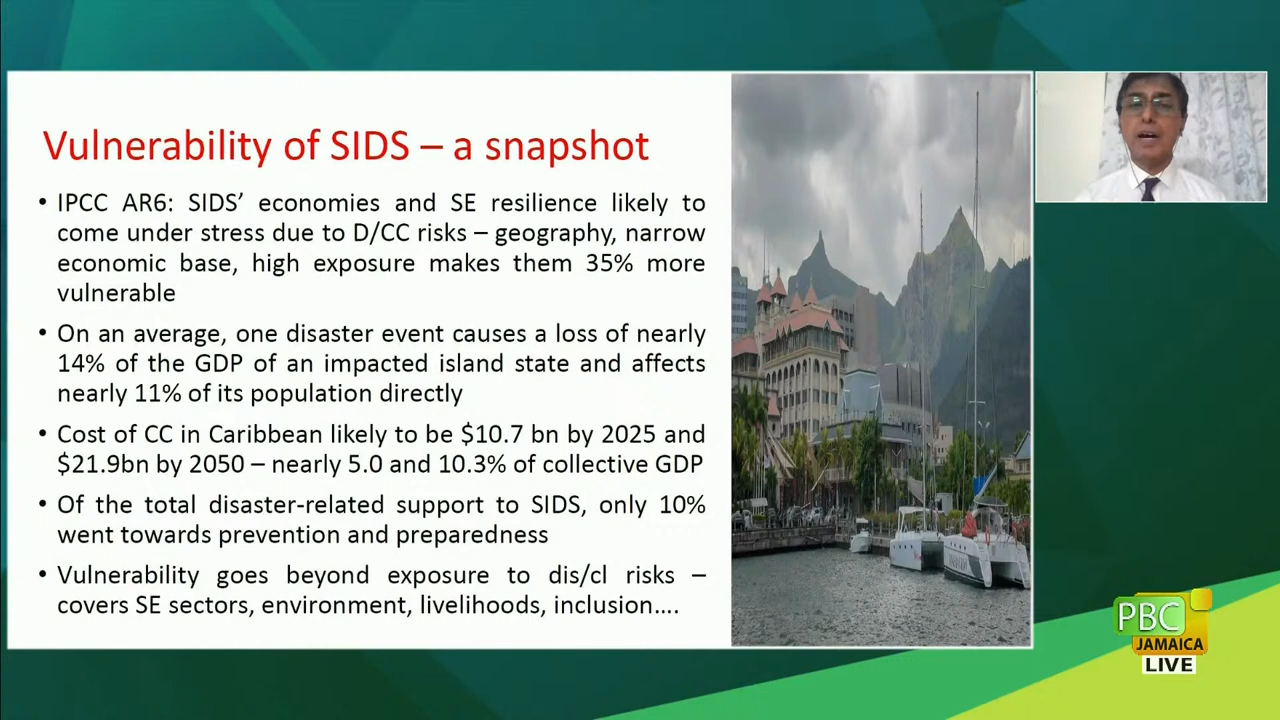 Vulnerability of SIDS – a snapshot
• IPCC AR6: SIDS’ economies and SE resilience likely to
come under stress due to D/CC risks – geography, narrow
economic base, high exposure makes them 35% more
vulnerable
• On an average, one disaster event causes a loss of nearly
14% of the GDP of an impacted island state and affects
nearly 11% of its population directly
• Cost of CC in Caribbean likely to be $10.7 bn by 2025 and
$21.9bn by 2050 – nearly 5.0 and 10.3% of collective GDP
• Of the total disaster-related support to SIDS, only 10%
went towards prevention and preparedness
• Vulnerability goes beyond exposure to dis/cl risks –
covers SE sectors, environment, livelihoods, inclusion....
PBC
JAMAICA
LIVE